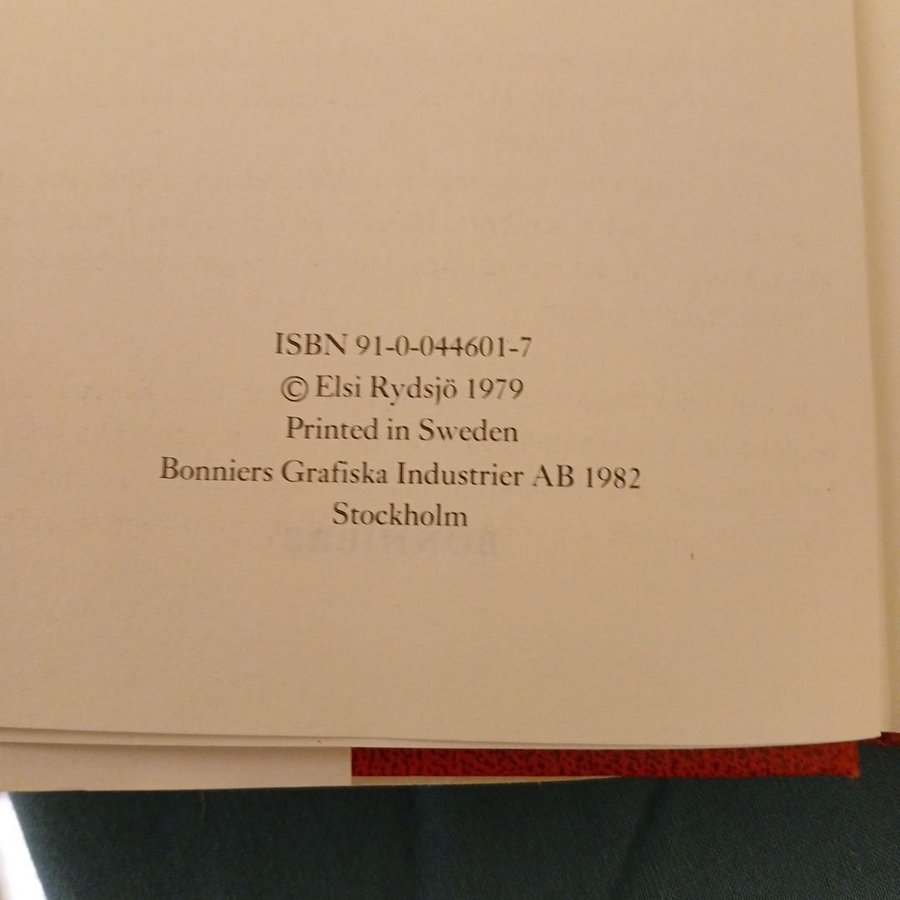 ISBN 91-0-044601-7
© Elsi Rydsjö 1979
Printed in Sweden
Bonniers Grafiska Industrier AB 1982
Stockholm